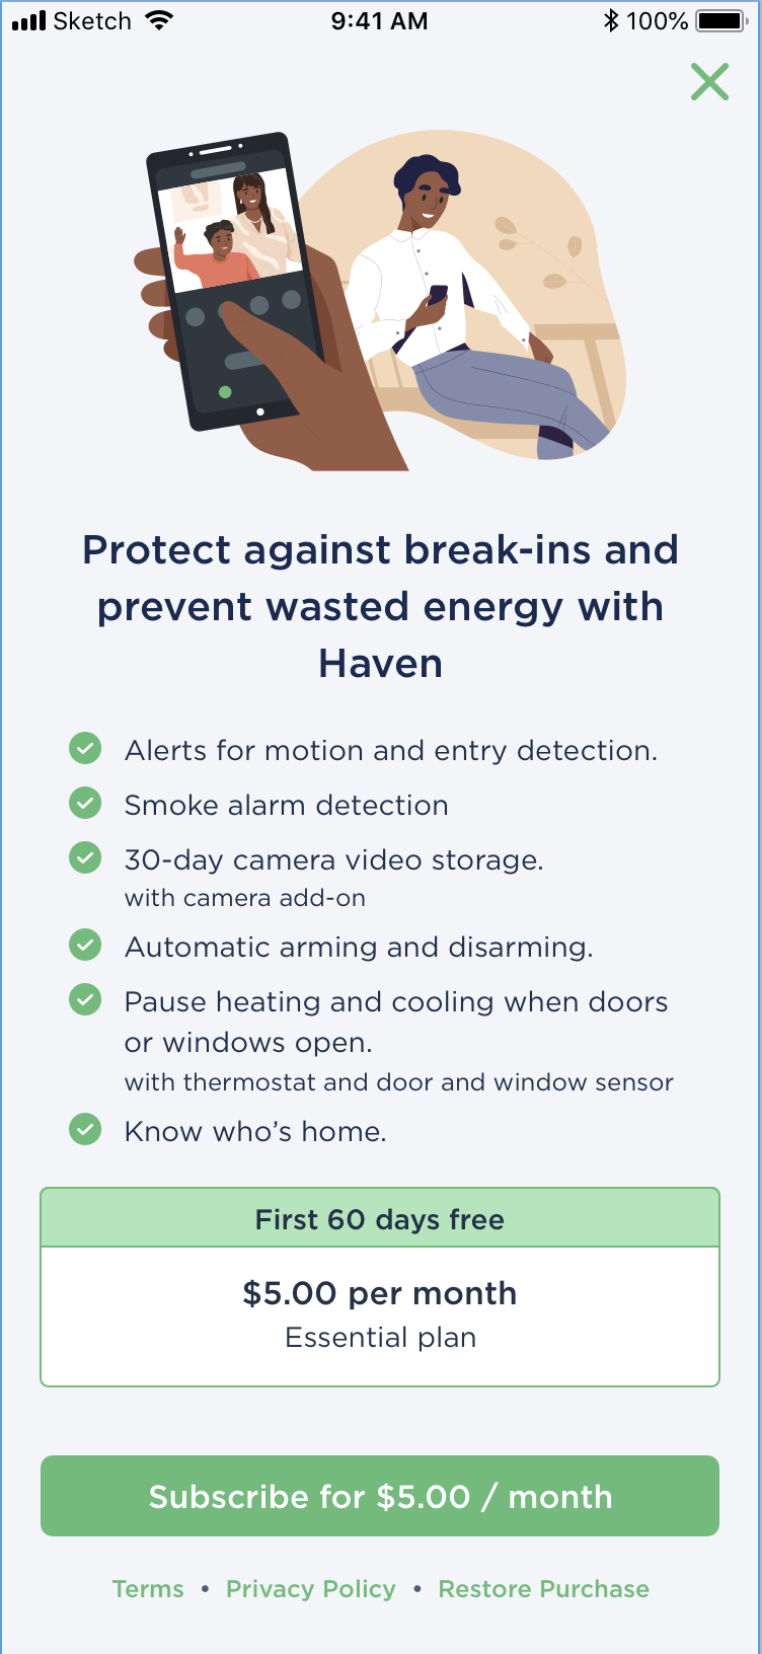 Sketch 9:41 AM 100%
Protect against break-ins and
prevent wasted energy with
Haven
Alerts for motion and entry detection.
Smoke alarm detection
30-day camera video storage.
with camera add-on
Automatic arming and disarming.
Pause heating and cooling when doors
or windows open.
with thermostat and door and window sensor
Know who’s home.
First 60 days free
$5.00 per month
Essential plan
Subscribe for $5.00 / month
Terms • Privacy Policy • Restore Purchase